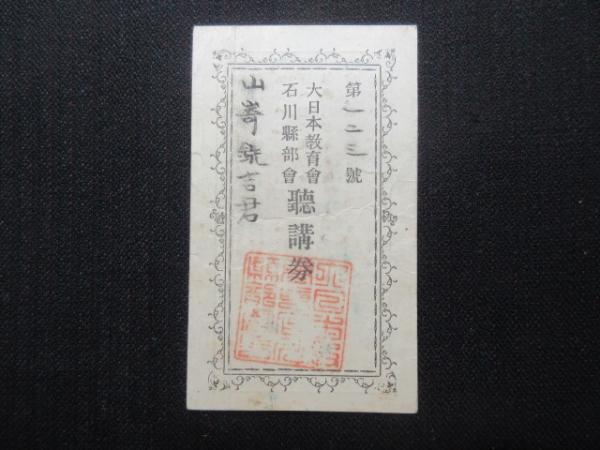 第一二三號
大日本教育會
石川縣部會
聽講券
山嵜
吉君